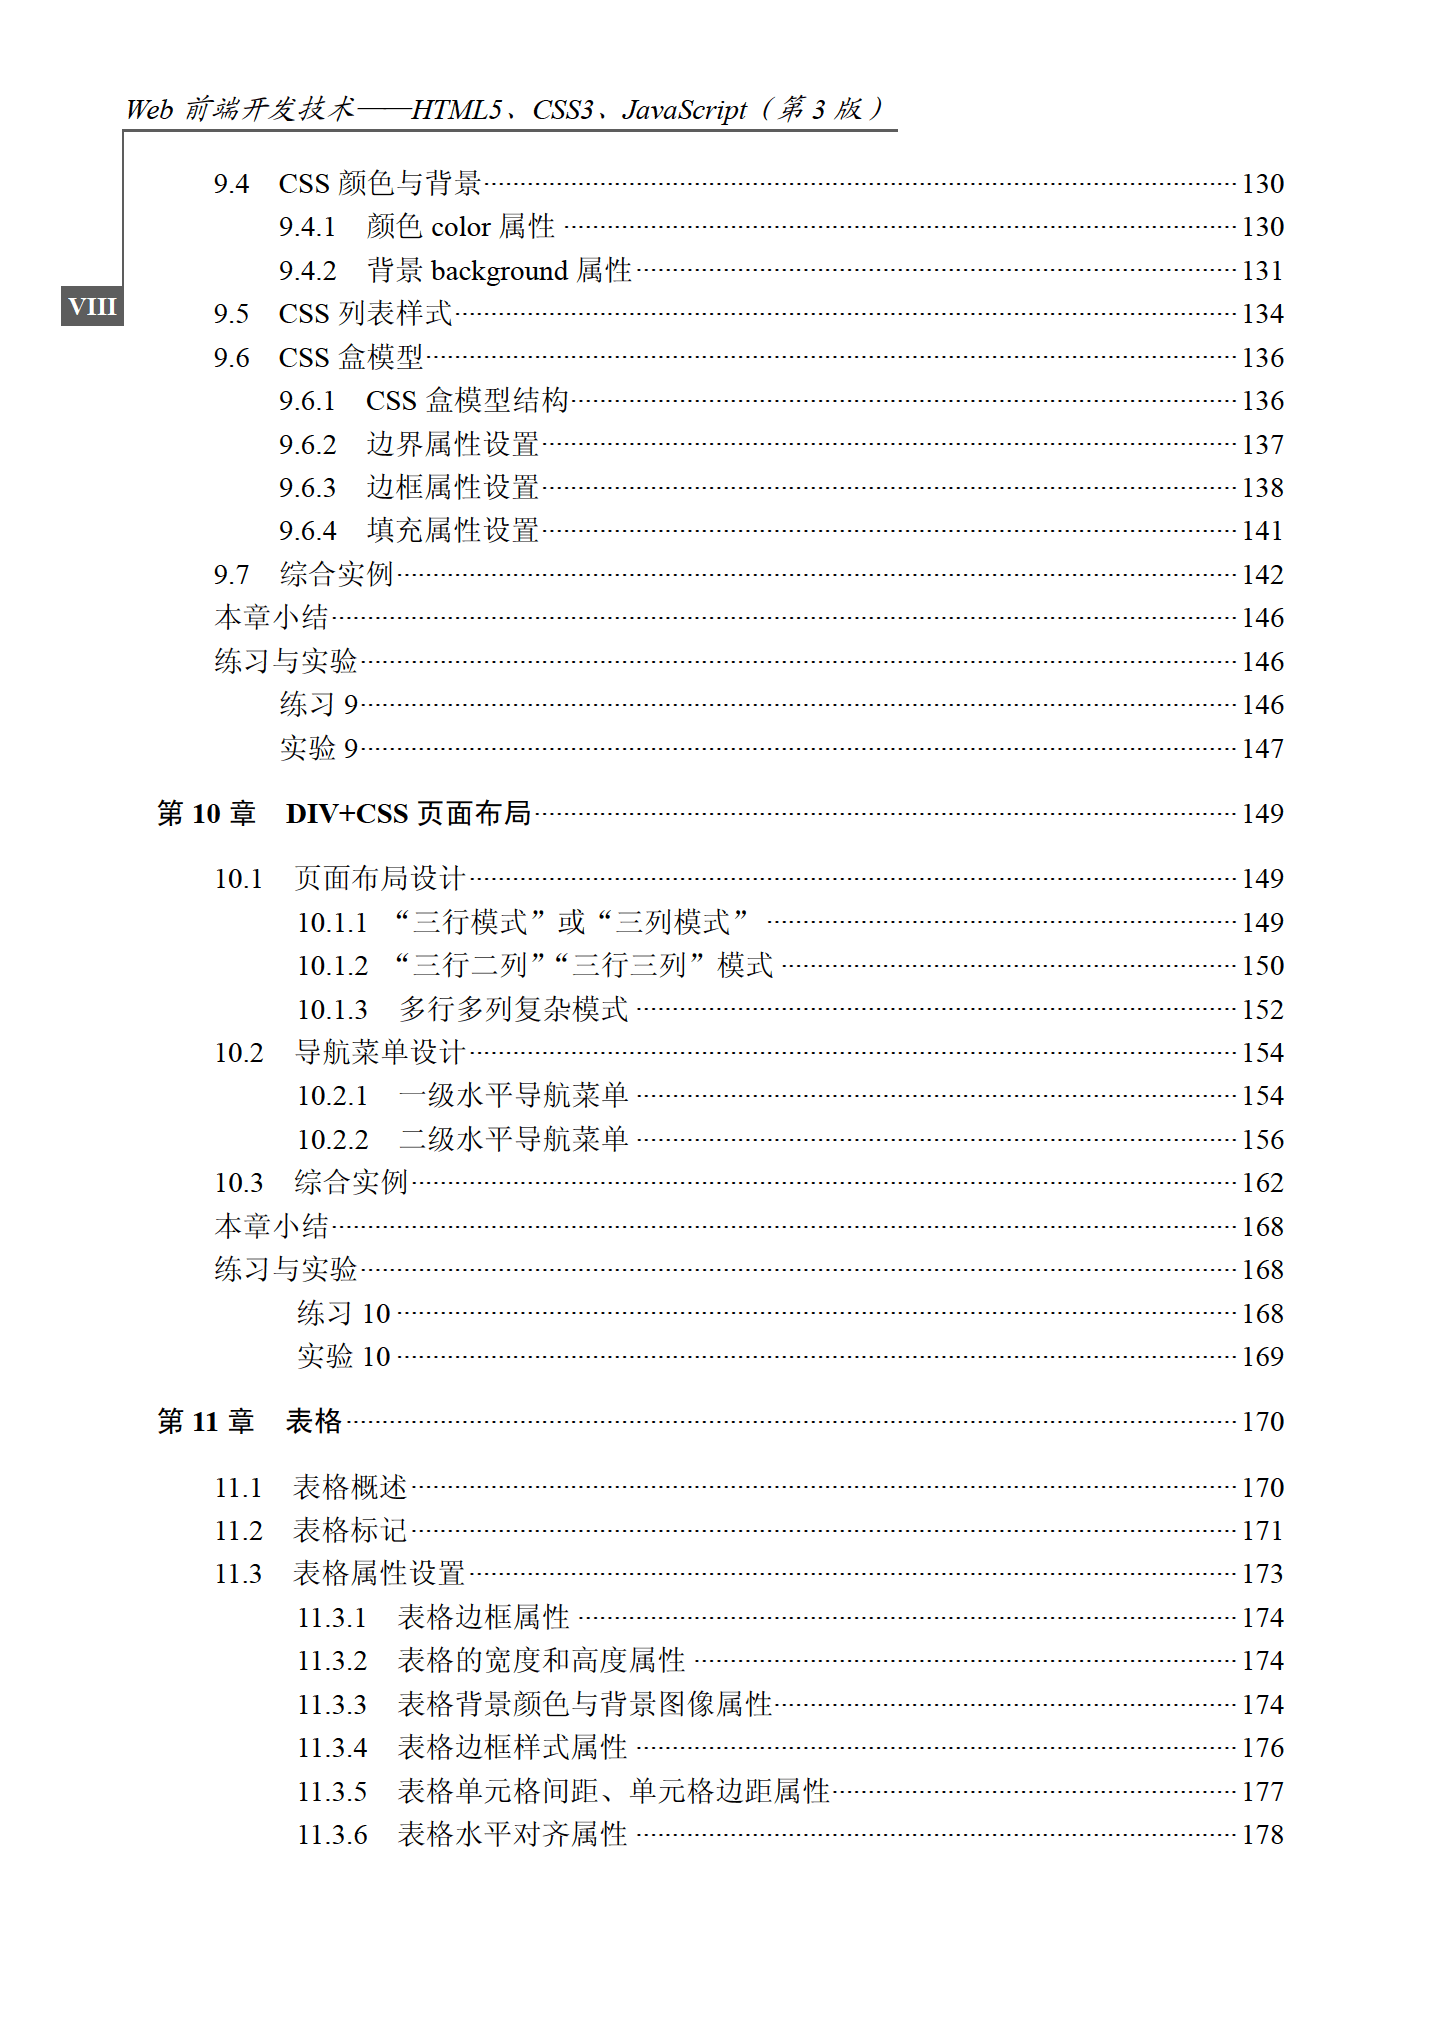 Web 前端开发技术——HTML5、CSS3、JavaScript（第 3 版）
VIII
9.4 CSS 颜色与背景 130
9.4.1 颜色 color 属性 130
9.4.2 背景 background 属性 131
9.5 CSS 列表样式 134
9.6 CSS 盒模型 136
9.6.1 CSS 盒模型结构 136
9.6.2 边界属性设置 137
9.6.3 边框属性设置 138
9.6.4 填充属性设置 141
9.7 综合实例 142
本章小结 146
练习与实验 146
练习 9 146
实验 9 147
第 10 章 DIV+CSS 页面布局 149
10.1 页面布局设计 149
10.1.1 “三行模式”或“三列模式” 149
10.1.2 “三行二列”“三行三列”模式 150
10.1.3 多行多列复杂模式 152
10.2 导航菜单设计 154
10.2.1 一级水平导航菜单 154
10.2.2 二级水平导航菜单 156
10.3 综合实例 162
本章小结 168
练习与实验 168
练习 10 168
实验 10 169
第 11 章 表格 170
11.1 表格概述 170
11.2 表格标记 171
11.3 表格属性设置 173
11.3.1 表格边框属性 174
11.3.2 表格的宽度和高度属性 174
11.3.3 表格背景颜色与背景图像属性 174
11.3.4 表格边框样式属性 176
11.3.5 表格单元格间距、单元格边距属性 177
11.3.6 表格水平对齐属性 178